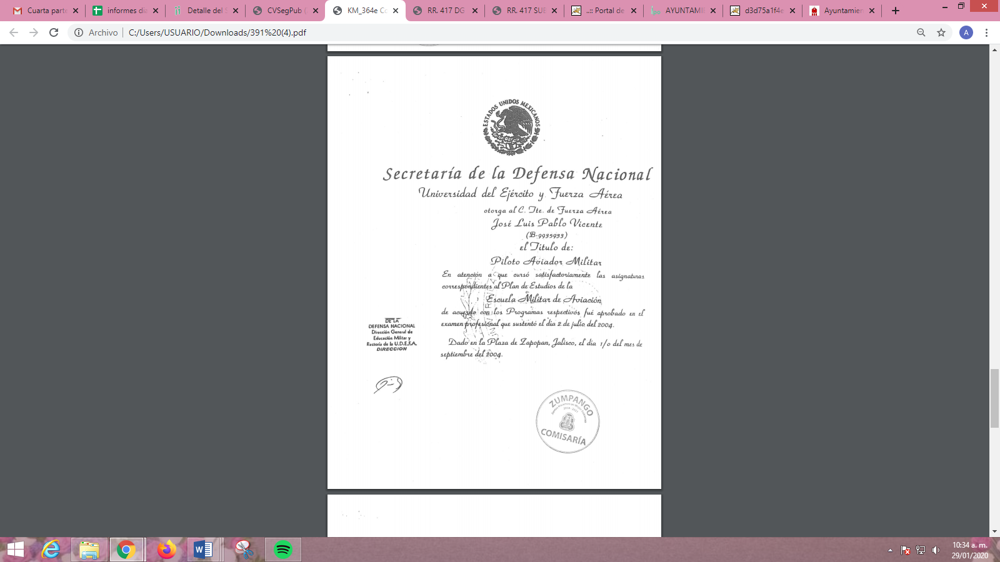 Cuarta parte
informes dia
Detalle del S
CVSegPub (
KM_364e Co
RR. 417 DG
RR. 417 SUB
..:: Portal de
AYUNTAMIE
d3d75a1f4e
Ayuntamien
Archivo
C:/Users/USUARIO/Downloads/391%20(4).pdf
A
ESTADOS UNIDOS MEXICANOS
Secretaría de la Defensa Nacional
Universidad del Ejército y Fuerza Aérea
otorga al C. Tte. de Fuerza Aérea
José Luis Pablo Vicente
(B-9935933)
el Título de:
Piloto Aviador Militar
En atención a que cursó satisfactoriamente las asignaturas
correspondientes al Plan de Estudios de la
Escuela Militar de Aviación
de acuerdo con los Programas respectivos fué aprobado en el
examen profesional que sustentó el día 2 de julio del 2004.
Dado en la Plaza de Zapopan, Jalisco, el día 1/o del mes de
septiembre del 2004.
DE LA
DEFENSA NACIONAL
Dirección General de
Educación Militar y
Rectoría de la U.D.E.F.A.
DIRECCION
ZUMPANGO
COMISARÍA
10:34 a. m.
29/01/2020